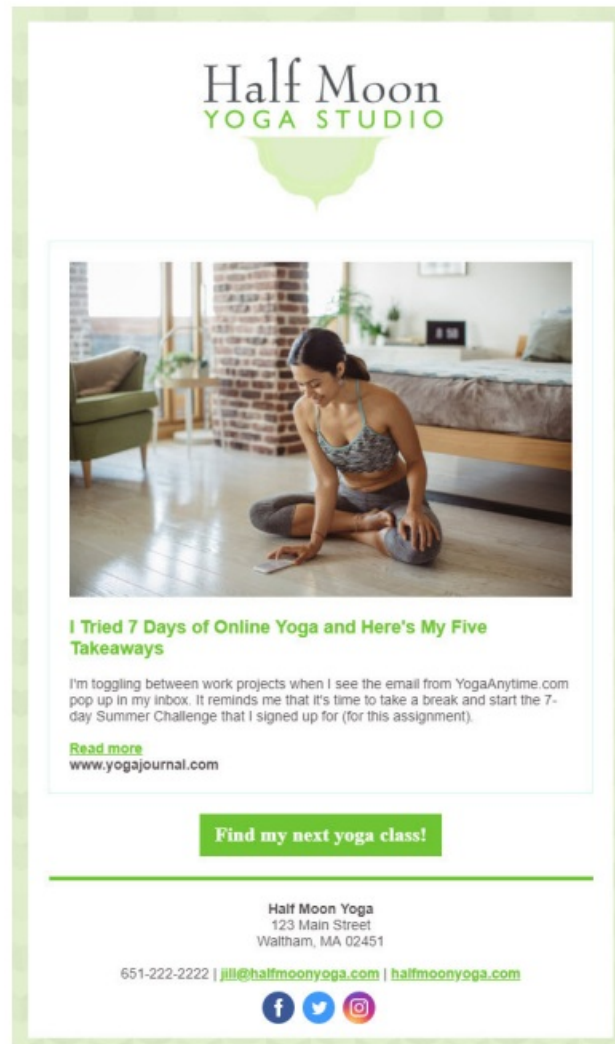 Half Moon
YOGA STUDIO
8 50
I Tried 7 Days of Online Yoga and Here's My Five
Takeaways
I'm toggling between work projects when I see the email from YogaAnytime.com
pop up in my inbox. It reminds me that it's time to take a break and start the 7-
day Summer Challenge that I signed up for (for this assignment).
Read more
www.yogajournal.com
Find my next yoga class!
Half Moon Yoga
123 Main Street
Waltham, MA 02451
651-222-2222 | jill@halfmoonyoga.com | halfmoonyoga.com